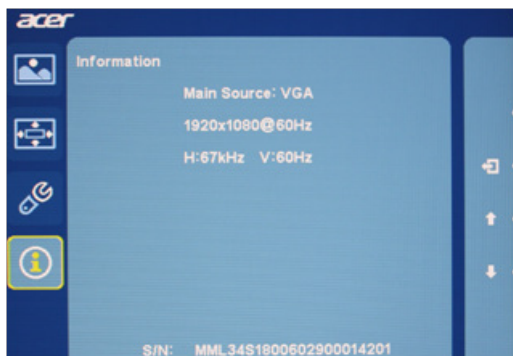 acer
Information
Main Source: VGA
1920x1080@60Hz
H:67kHz V:60Hz
S/N: MML34S1800602900014201